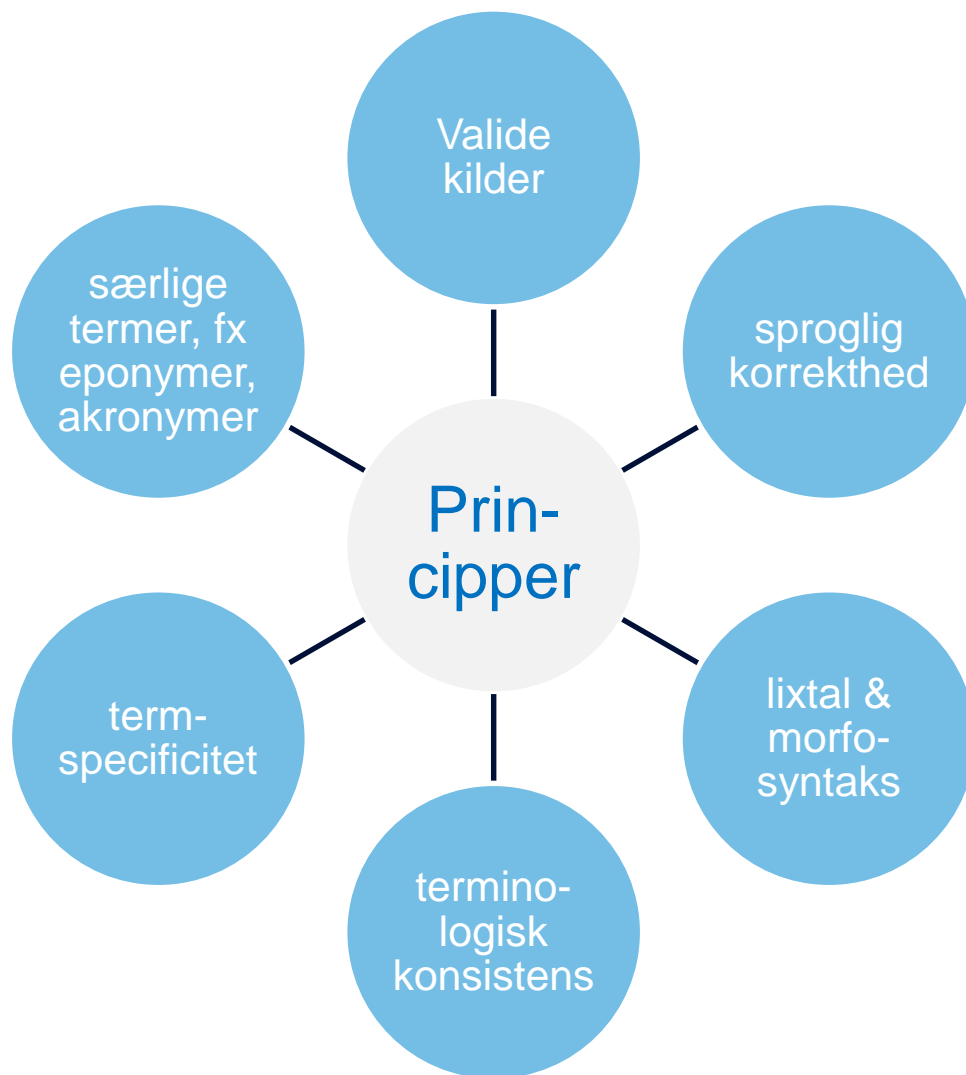 Valide
kilder
sproglig
korrekthed
lixtal &
morfo-
syntaks
termino-
logisk
konsistens
term-
specificitet
særlige
termer, fx
eponymer,
akronymer
Prin-
cipper